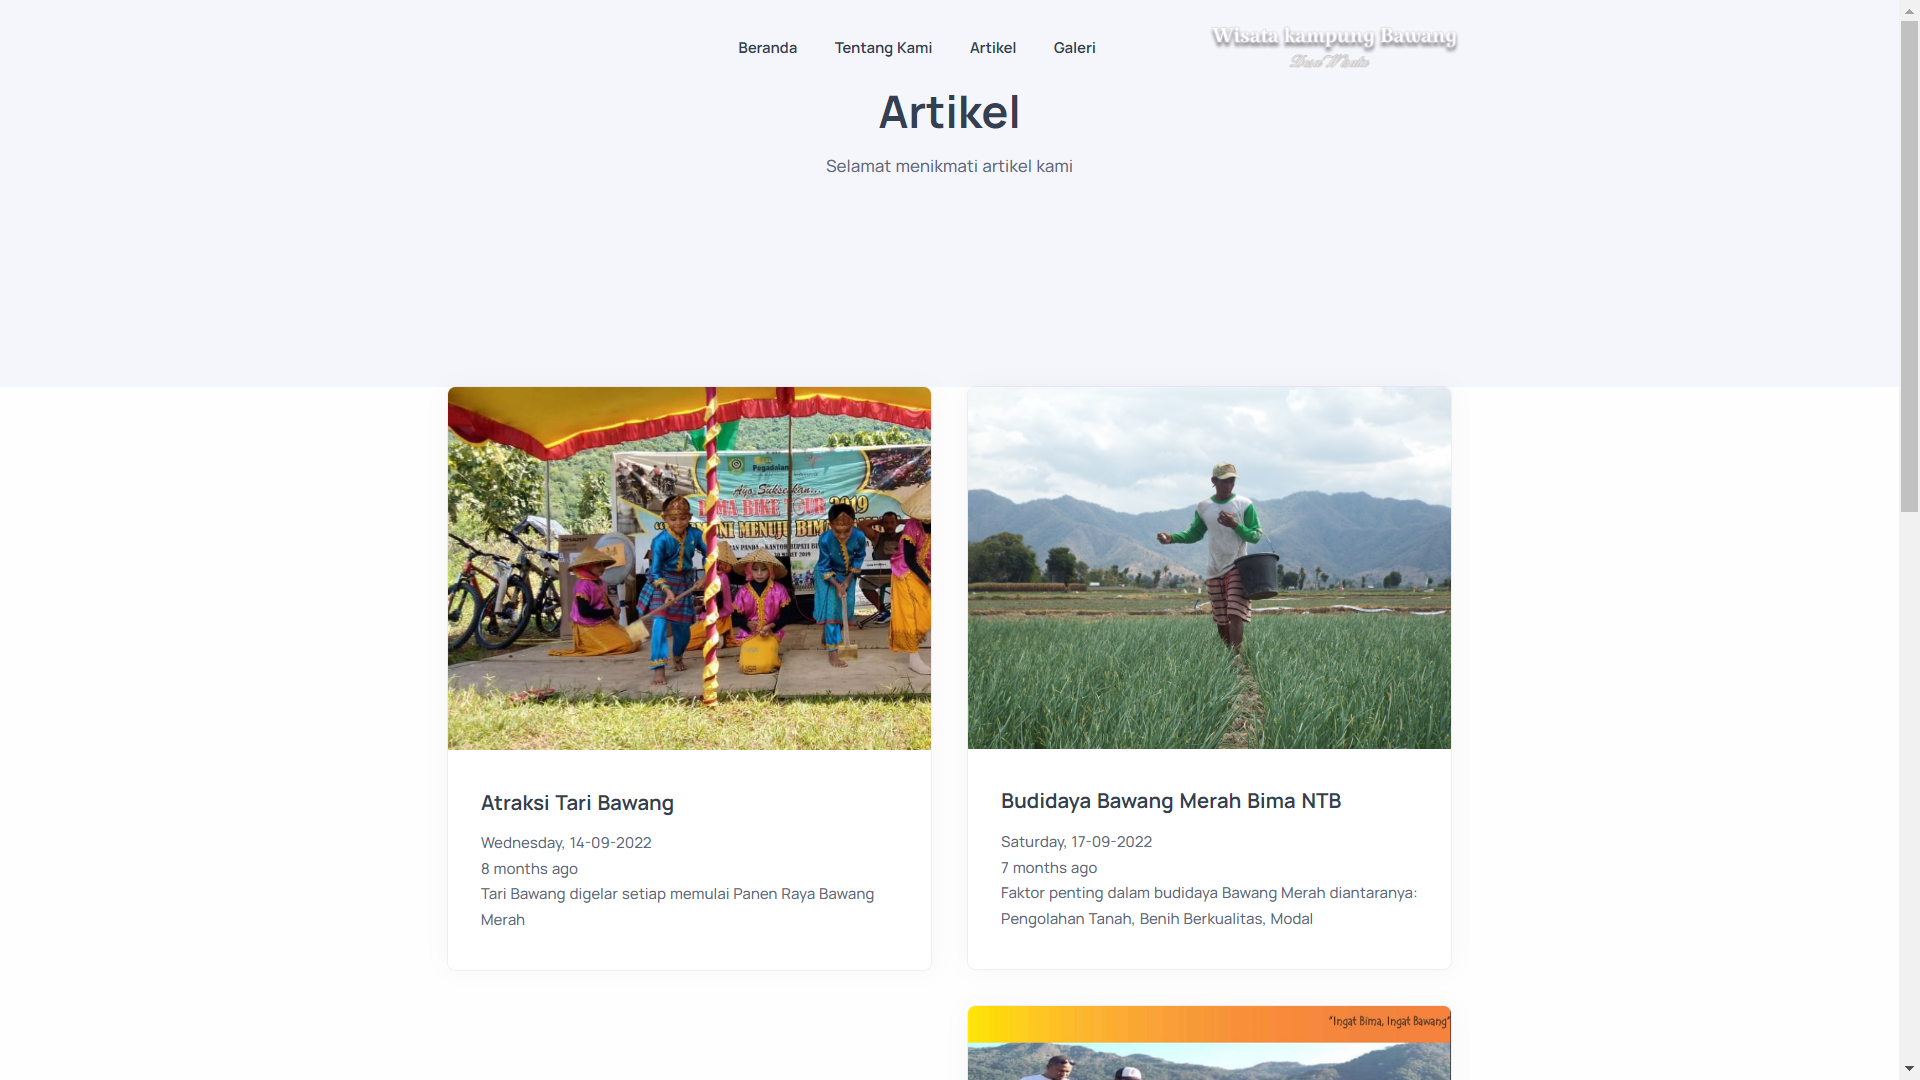 Beranda
Tentang Kami
Artikel
Galeri
Wisata kampung Bawang
Desa Wisata
Artikel
Selamat menikmati artikel kami
Pegadaian
Ayo Sukseskan....
BIKE TOUR 2019
MENUJU
Atraksi Tari Bawang
Wednesday, 14-09-2022
8 months ago
Tari Bawang digelar setiap memulai Panen Raya Bawang
Merah
Budidaya Bawang Merah Bima NTB
Saturday, 17-09-2022
7 months ago
Faktor penting dalam budidaya Bawang Merah diantaranya:
Pengolahan Tanah, Benih Berkualitas, Modal
"Ingat Bima, Ingat Bawang"